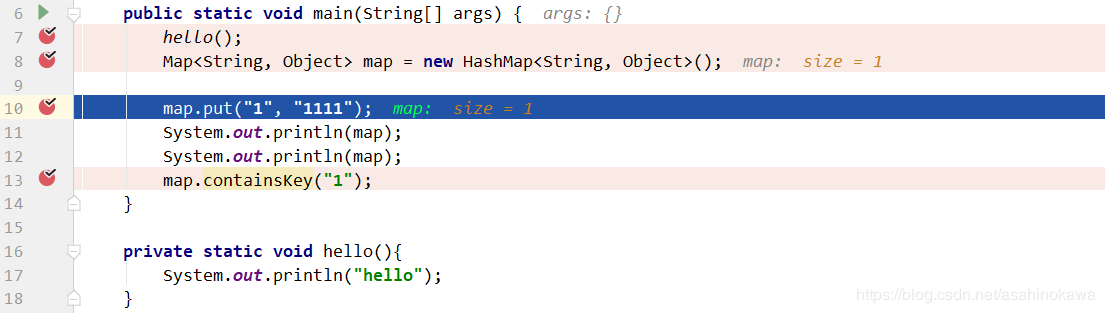 6 public static void main(String[] args) { args: {}
7 hello();
8 Map<String, Object> map = new HashMap<String, Object>(); map: size = 1
9
10 map.put("1", "1111"); map: size = 1
11 System.out.println(map);
12 System.out.println(map);
13 map.containsKey("1");
14 }
15
16 private static void hello(){
17 System.out.println("hello");
18 }
https://blog.csdn.net/asahinokawa